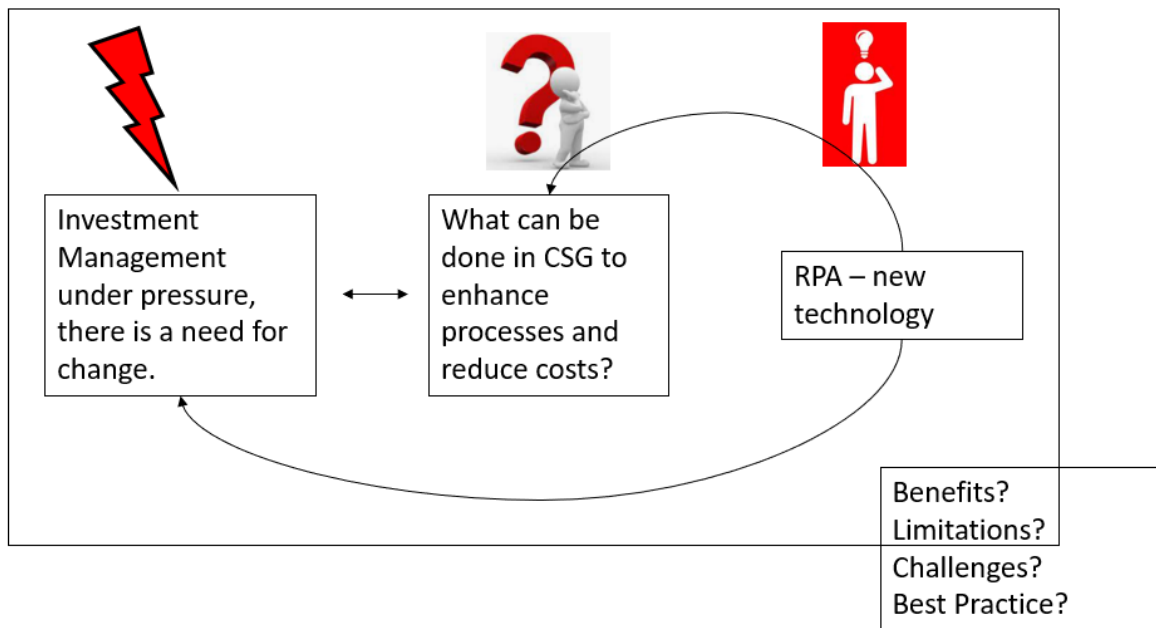 Investment
Management
under pressure,
there is a need for
change.
What can be
done in CSG to
enhance
processes and
reduce costs?
RPA – new
technology
Benefits?
Limitations?
Challenges?
Best Practice?